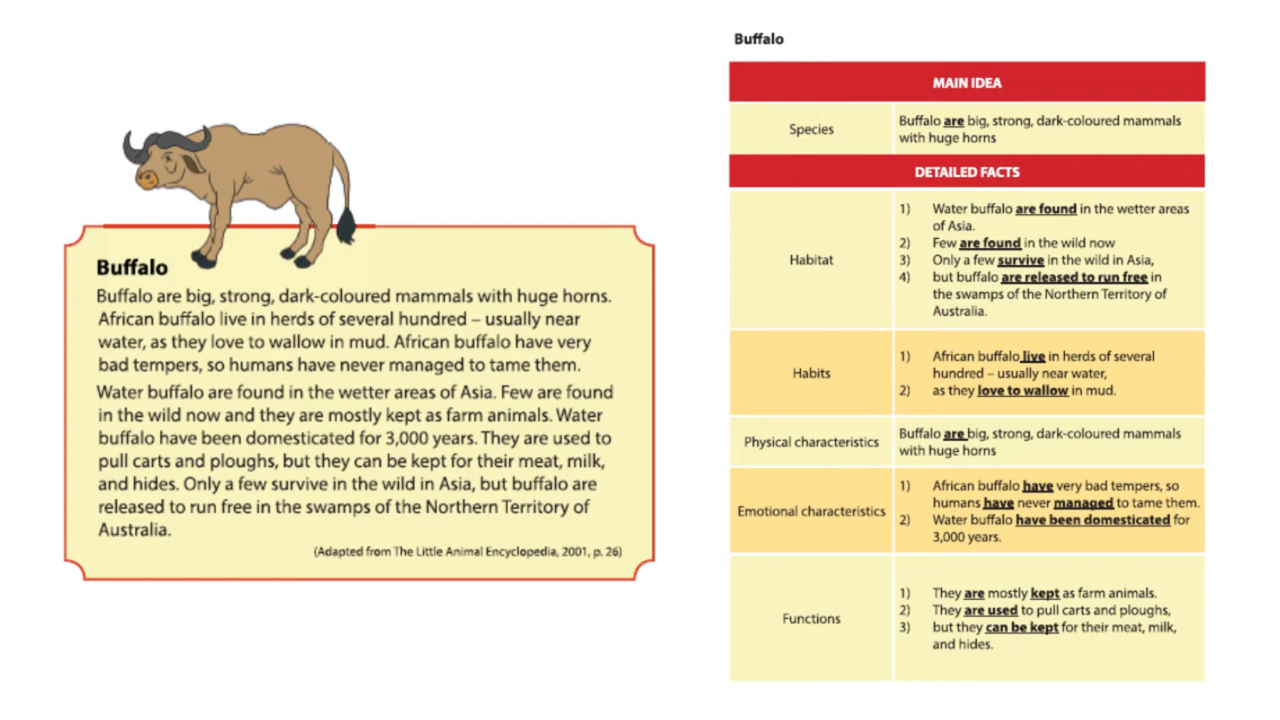 Buffalo
Buffalo are big, strong, dark-coloured mammals with huge horns.
African buffalo live in herds of several hundred – usually near
water, as they love to wallow in mud. African buffalo have very
bad tempers, so humans have never managed to tame them.
Water buffalo are found in the wetter areas of Asia. Few are found
in the wild now and they are mostly kept as farm animals. Water
buffalo have been domesticated for 3,000 years. They are used to
pull carts and ploughs, but they can be kept for their meat, milk,
and hides. Only a few survive in the wild in Asia, but buffalo are
released to run free in the swamps of the Northern Territory of
Australia.
(Adapted from The Little Animal Encyclopedia, 2001, p. 26)
Buffalo
MAIN IDEA
Species
Buffalo are big, strong, dark-coloured mammals
with huge horns
DETAILED FACTS
Habitat
1) Water buffalo are found in the wetter areas
of Asia.
2) Few are found in the wild now
3) Only a few survive in the wild in Asia,
4) but buffalo are released to run free in
the swamps of the Northern Territory of
Australia.
Habits
1) African buffalo live in herds of several
hundred – usually near water,
2) as they love to wallow in mud.
Physical characteristics
Buffalo are big, strong, dark-coloured mammals
with huge horns
Emotional characteristics
1) African buffalo have very bad tempers, so
humans have never managed to tame them.
2) Water buffalo have been domesticated for
3,000 years.
Functions
1) They are mostly kept as farm animals.
2) They are used to pull carts and ploughs,
3) but they can be kept for their meat, milk,
and hides.